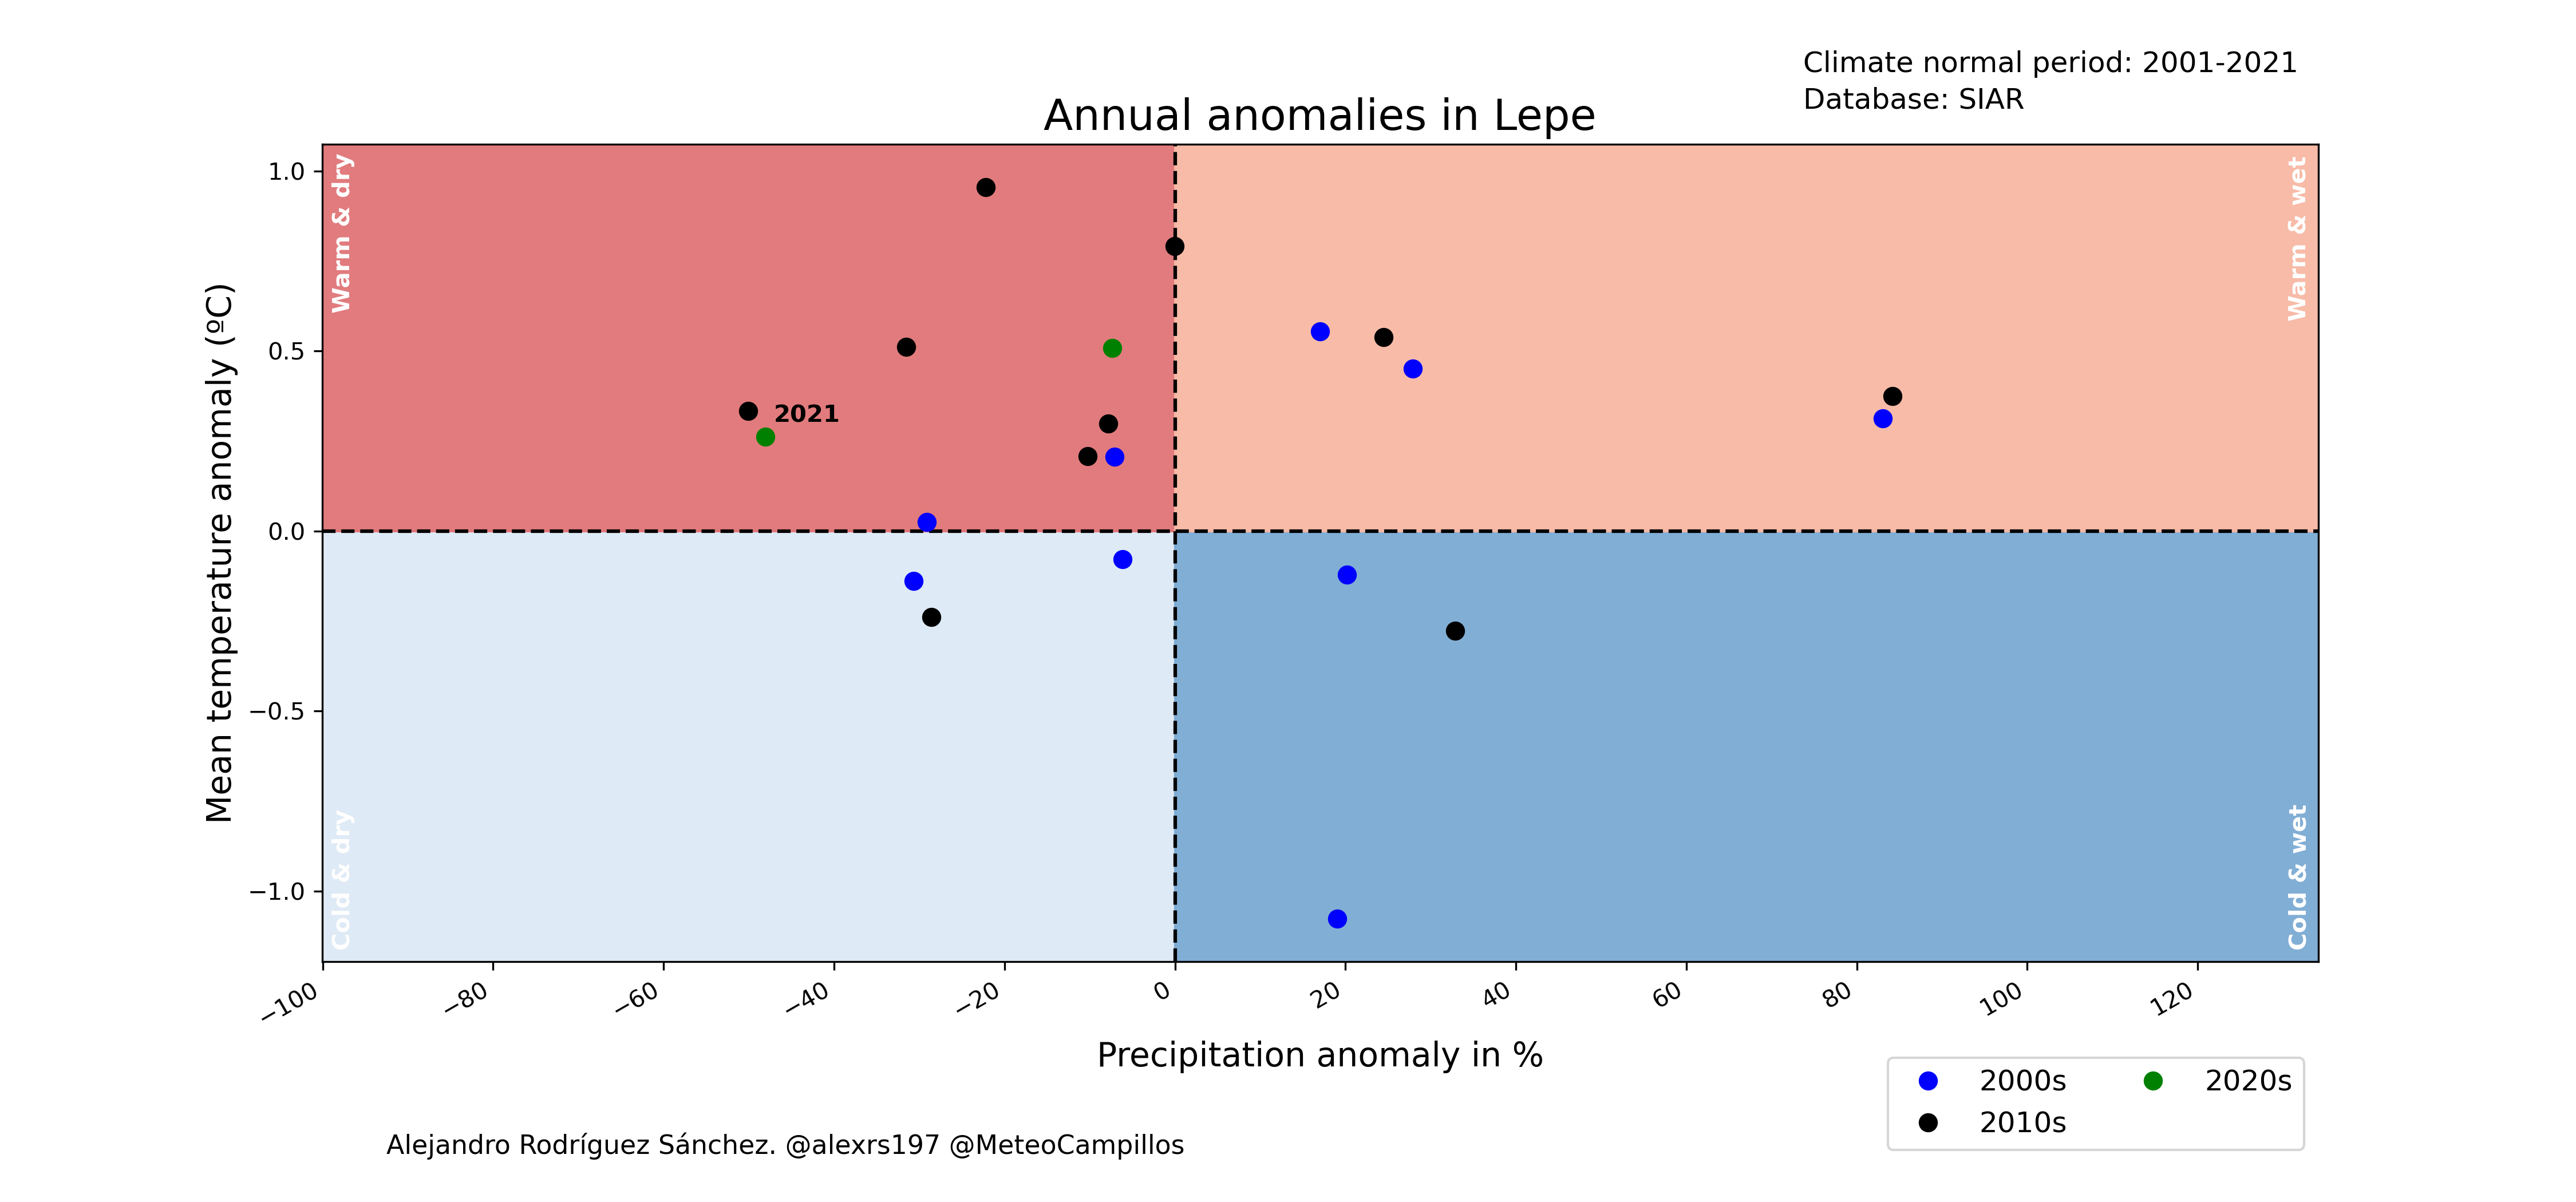 Climate normal period: 2001-2021
Database: SIAR
Annual anomalies in Lepe
Warm & dry
Warm & wet
Cold & dry
Cold & wet
Mean temperature anomaly (ºC)
1.0
0.5
0.0
−0.5
−1.0
2021
−100 −80 −60 −40 −20 0 20 40 60 80 100 120
Precipitation anomaly in %
2000s 2020s
2010s
Alejandro Rodríguez Sánchez. @alexrs197 @MeteoCampillos